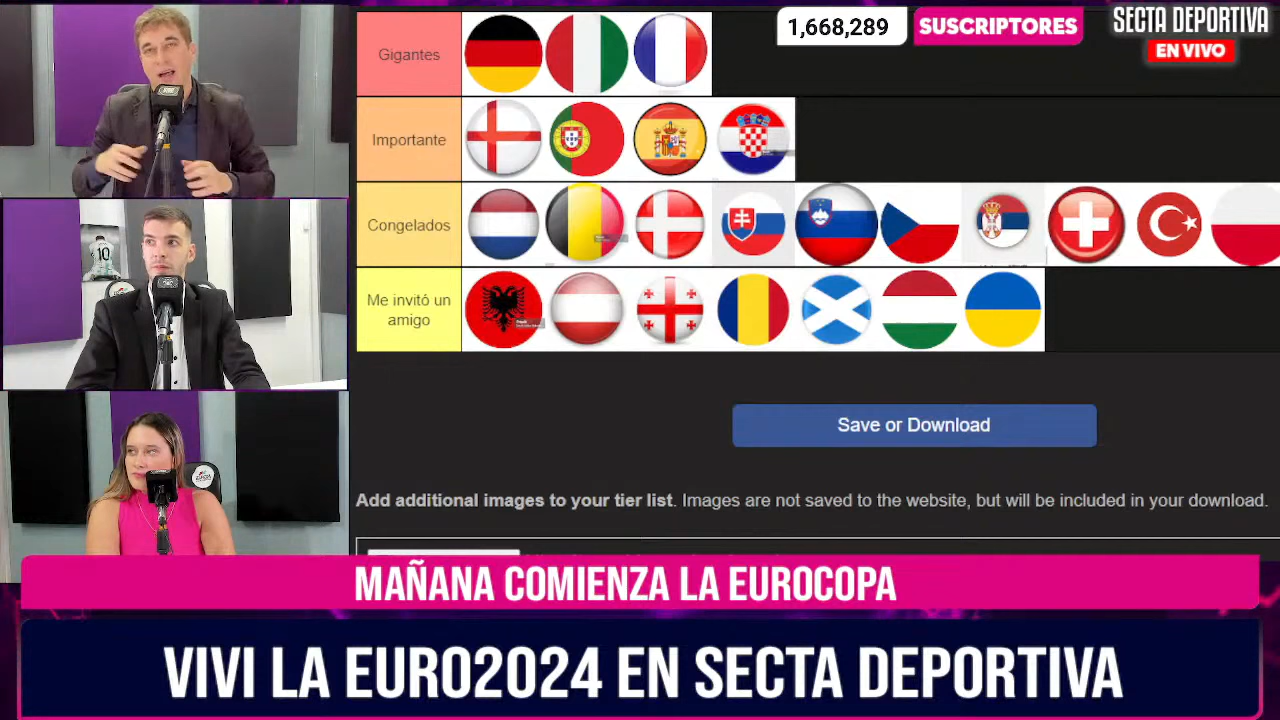 1,668,289
SUSCRIPTORES
SECTA DEPORTIVA
EN VIVO
Gigantes
Importante
Congelados
Me invitó un
amigo
Save or Download
Add additional images to your tier list. Images are not saved to the website, but will be included in your download.
MAÑANA COMIENZA LA EUROCOPA
VIVI LA EURO2024 EN SECTA DEPORTIVA